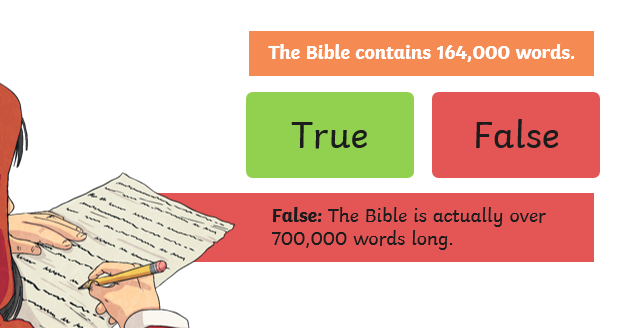 The Bible contains 164,000 words.
True
False
False: The Bible is actually over
700,000 words long.